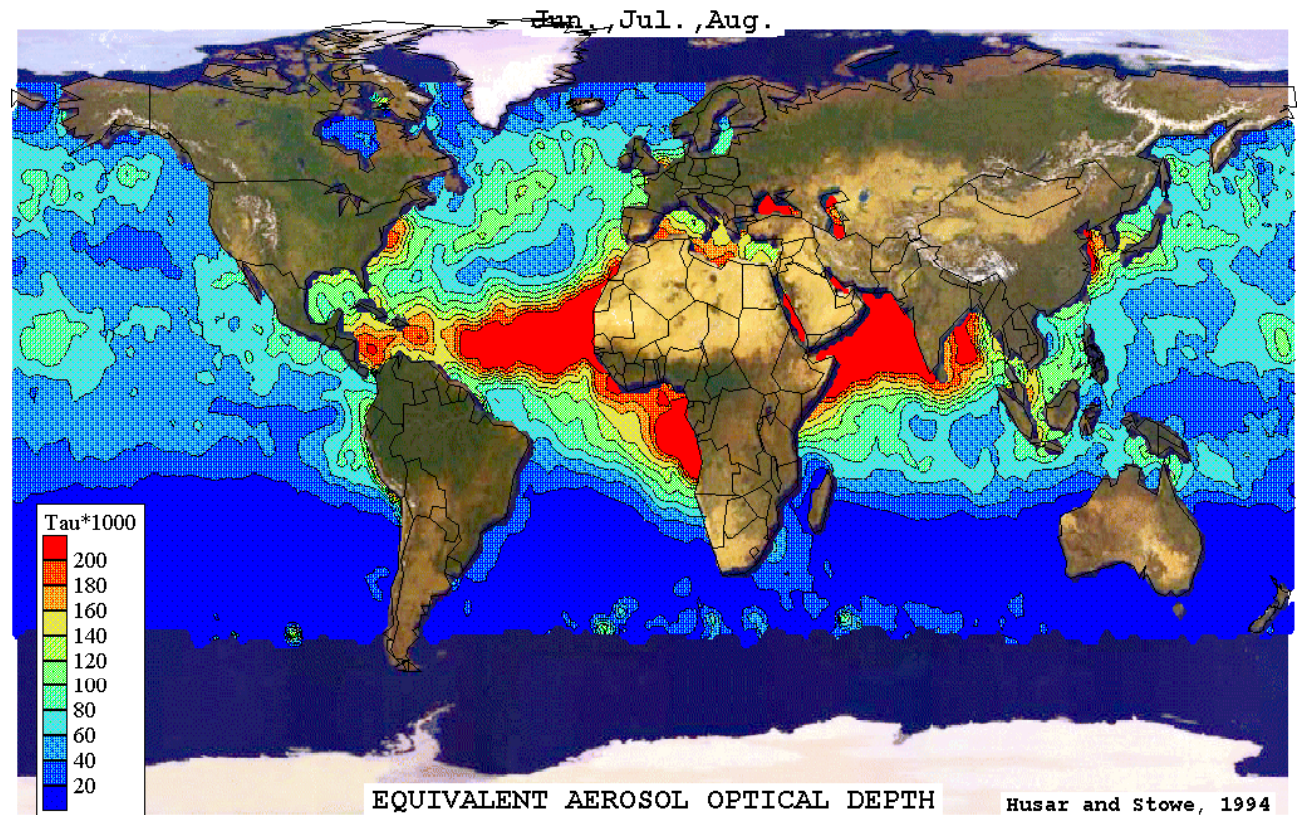 Jun.,Jul.,Aug.
Tau*1000
200
180
160
140
120
100
80
60
40
20
EQUIVALENT AEROSOL OPTICAL DEPTH
Husar and Stowe, 1994